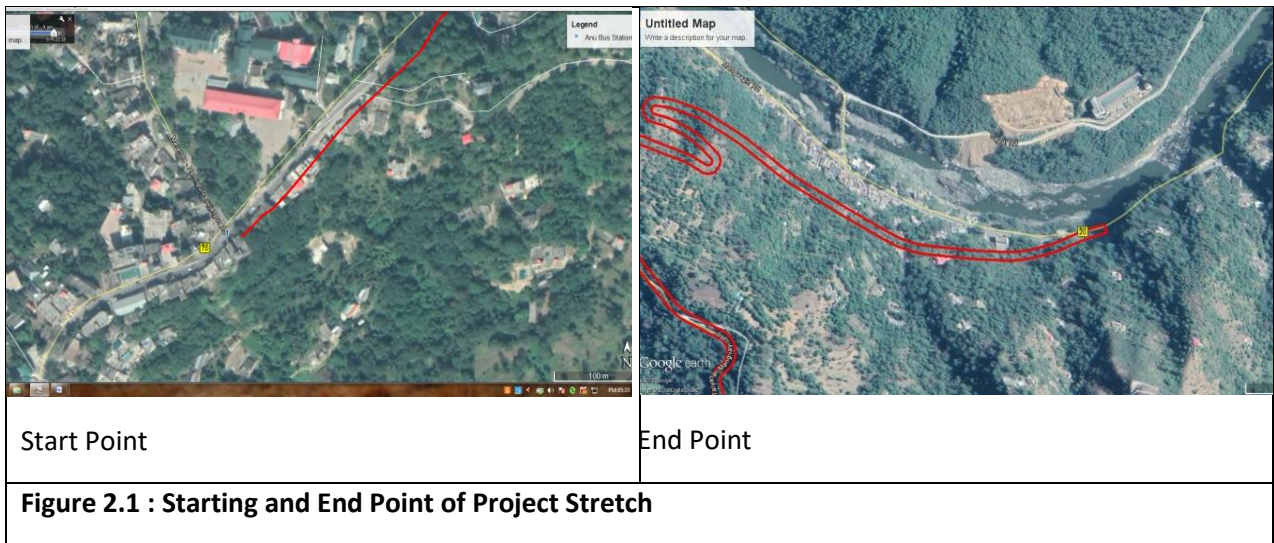 map.
Legend
Anu Bus Station
100 m
N
Untitled Map
Write a description for your map.
Google earth
Start Point
End Point
Figure 2.1 : Starting and End Point of Project Stretch